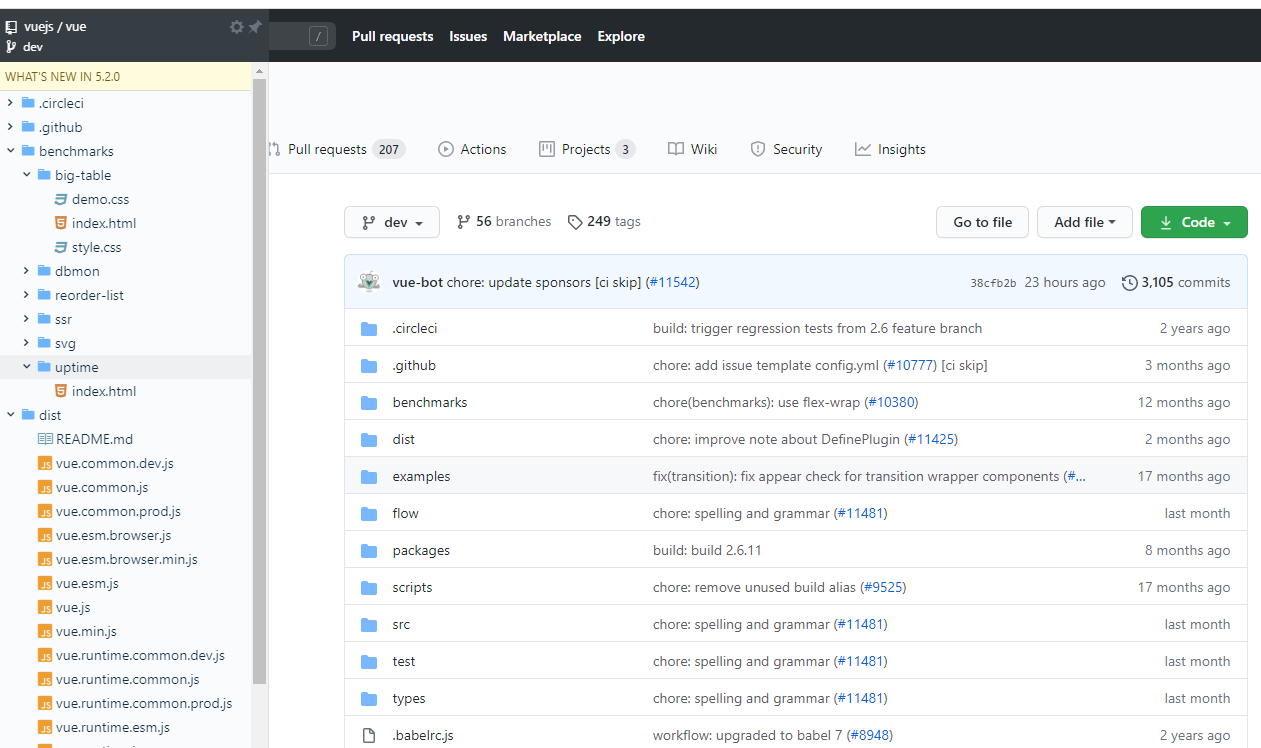 vuejs / vue
dev
/
Pull requests Issues Marketplace Explore
WHAT'S NEW IN 5.2.0
.circleci
.github
benchmarks
big-table
demo.css
index.html
style.css
dbmon
reorder-list
ssr
svg
uptime
index.html
dist
README.md
vue.common.dev.js
vue.common.js
vue.common.prod.js
vue.esm.browser.js
vue.esm.browser.min.js
vue.esm.js
vue.js
vue.min.js
vue.runtime.common.dev.js
vue.runtime.common.js
vue.runtime.common.prod.js
vue.runtime.esm.js
Pull requests 207 Actions Projects 3 Wiki Security Insights
dev 56 branches 249 tags Go to file Add file Code
vue-bot chore: update sponsors [ci skip] (#11542) 38cfb2b 23 hours ago 3,105 commits
.circleci build: trigger regression tests from 2.6 feature branch 2 years ago
.github chore: add issue template config.yml (#10777) [ci skip] 3 months ago
benchmarks chore(benchmarks): use flex-wrap (#10380) 12 months ago
dist chore: improve note about DefinePlugin (#11425) 2 months ago
examples fix(transition): fix appear check for transition wrapper components (#... 17 months ago
flow chore: spelling and grammar (#11481) last month
packages build: build 2.6.11 8 months ago
scripts chore: remove unused build alias (#9525) 17 months ago
src chore: spelling and grammar (#11481) last month
test chore: spelling and grammar (#11481) last month
types chore: spelling and grammar (#11481) last month
.babelrc.js workflow: upgraded to babel 7 (#8948) 2 years ago